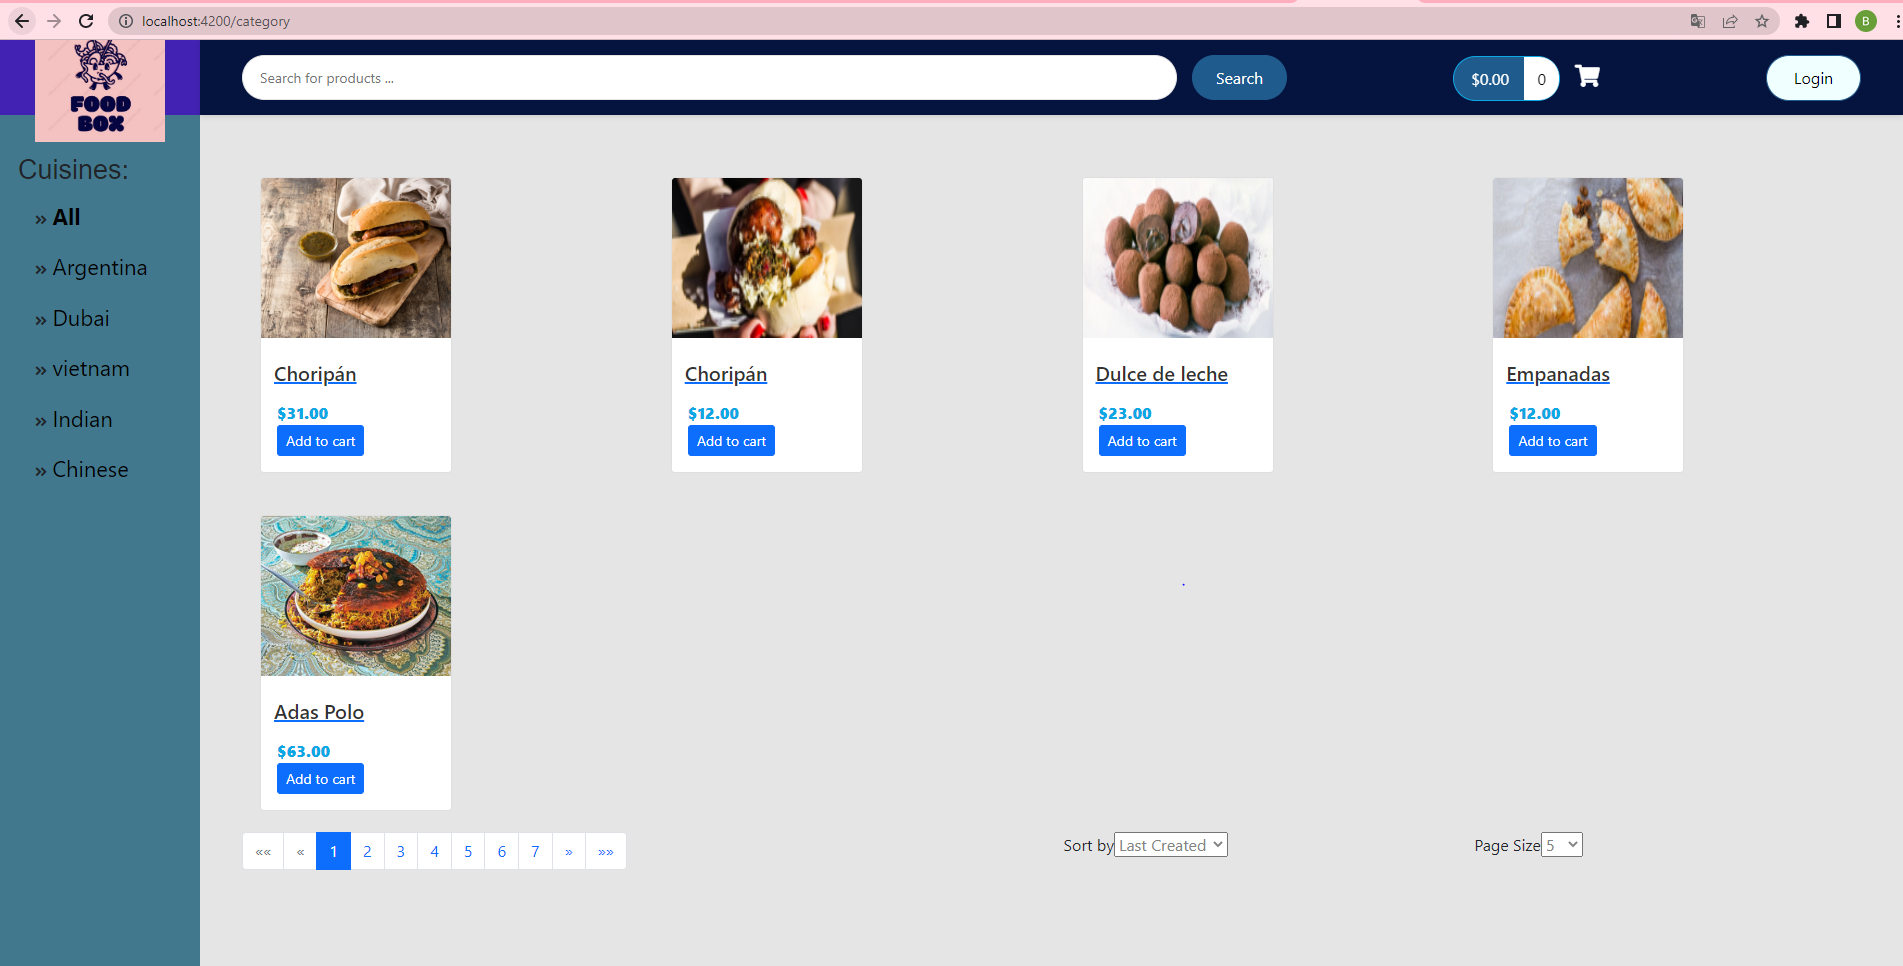 localhost:4200/category
B
FOOD
BOX
Search for products ...
Search
$0.00
0
Login
Cuisines:
» All
» Argentina
» Dubai
» vietnam
» Indian
» Chinese
Choripán
$31.00
Add to cart
Choripán
$12.00
Add to cart
Dulce de leche
$23.00
Add to cart
Empanadas
$12.00
Add to cart
Adas Polo
$63.00
Add to cart
«« « 1 2 3 4 5 6 7 » »»
Sort by Last Created
Page Size 5